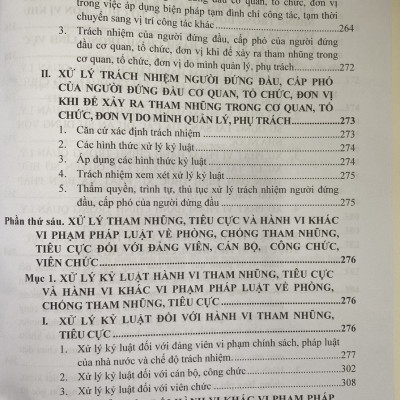 trong việc áp dụng biện pháp tạm đình chỉ công tác, tạm thời
chuyển sang vị trí công tác khác 264
3. Trách nhiệm của người đứng đầu, cấp phó của người đứng
đầu cơ quan, tổ chức, đơn vị khi để xảy ra tham nhũng trong
cơ quan, tổ chức, đơn vị do mình quản lý, phụ trách 272
II. XỬ LÝ TRÁCH NHIỆM NGƯỜI ĐỨNG ĐẦU, CẤP PHÓ
CỦA NGƯỜI ĐỨNG ĐẦU CƠ QUAN, TỔ CHỨC, ĐƠN VỊ
KHI ĐỂ XẢY RA THAM NHŨNG TRONG CƠ QUAN, TỔ
CHỨC, ĐƠN VỊ DO MÌNH QUẢN LÝ, PHỤ TRÁCH 273
1. Căn cứ xác định trách nhiệm 273
2. Các hình thức xử lý kỷ luật 274
3. Áp dụng các hình thức kỷ luật 274
4. Trách nhiệm xem xét xử lý kỷ luật 275
5. Thẩm quyền, trình tự, thủ tục xử lý trách nhiệm người đứng
đầu, cấp phó của người đứng đầu 275
Phần thứ sáu. XỬ LÝ THAM NHŨNG, TIÊU CỰC VÀ HÀNH VI KHÁC
VI PHẠM PHÁP LUẬT VỀ PHÒNG, CHỐNG THAM NHŨNG,
TIÊU CỰC ĐỐI VỚI ĐẢNG VIÊN, CÁN BỘ, CÔNG CHỨC,
VIÊN CHỨC 276
Mục 1. XỬ LÝ KỶ LUẬT HÀNH VI THAM NHŨNG, TIÊU CỰC
VÀ HÀNH VI KHÁC VI PHẠM PHÁP LUẬT VỀ PHÒNG,
CHỐNG THAM NHŨNG, TIÊU CỰC 276
I. XỬ LÝ KỶ LUẬT ĐỐI VỚI HÀNH VI THAM NHŨNG,
TIÊU CỰC 276
1. Xử lý kỷ luật đối với đảng viên vi phạm chính sách, pháp luật
của nhà nước và chế độ trách nhiệm 277
2. Xử lý kỷ luật đối với cán bộ, công chức 302
3. Xử lý kỷ luật đối với viên chức 308